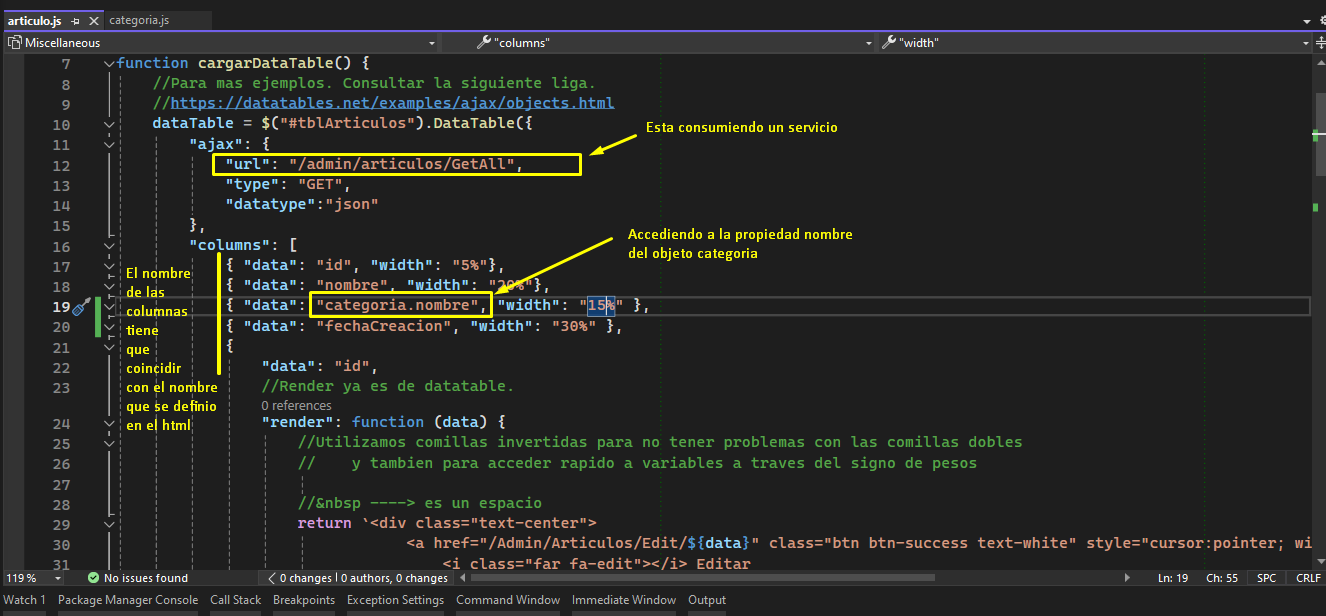 articulo.js
categoria.js
Miscellaneous
"columns"
"width"
7 function cargarDataTable() {
8 //Para mas ejemplos. Consultar la siguiente liga.
9 //https://datatables.net/examples/ajax/objects.html
10 dataTable = $("#tblArticulos").DataTable({
Esta consumiendo un servicio
11 "ajax": {
12 "url": "/admin/articulos/GetAll",
13 "type": "GET",
14 "datatype":"json"
15 },
Accediendo a la propiedad nombre
del objeto categoria
16 "columns": [
17 { "data": "id", "width": "5%"},
18 { "data": "nombre", "width": "20%"},
19 { "data": "categoria.nombre", "width": "15%" },
20 { "data": "fechaCreacion", "width": "30%" },
21 {
22 "data": "id",
23 //Render ya es de datatable.
0 references
24 "render": function (data) {
El nombre
de las
columnas
tiene
que
coincidir
con el nombre
que se definio
en el html
25 //Utilizamos comillas invertidas para no tener problemas con las comillas dobles
26 // y tambien para acceder rapido a variables a traves del signo de pesos
27
28 //&nbsp ----> es un espacio
29 return `<div class="text-center">
30 <a href="/Admin/Articulos/Edit/${data}" class="btn btn-success text-white" style="cursor:pointer; wi
31 <i class="far fa-edit"></i> Editar
119 %
No issues found
0 changes | 0 authors, 0 changes
Ln: 19 Ch: 55 SPC CRLF
Watch 1 Package Manager Console Call Stack Breakpoints Exception Settings Command Window Immediate Window Output